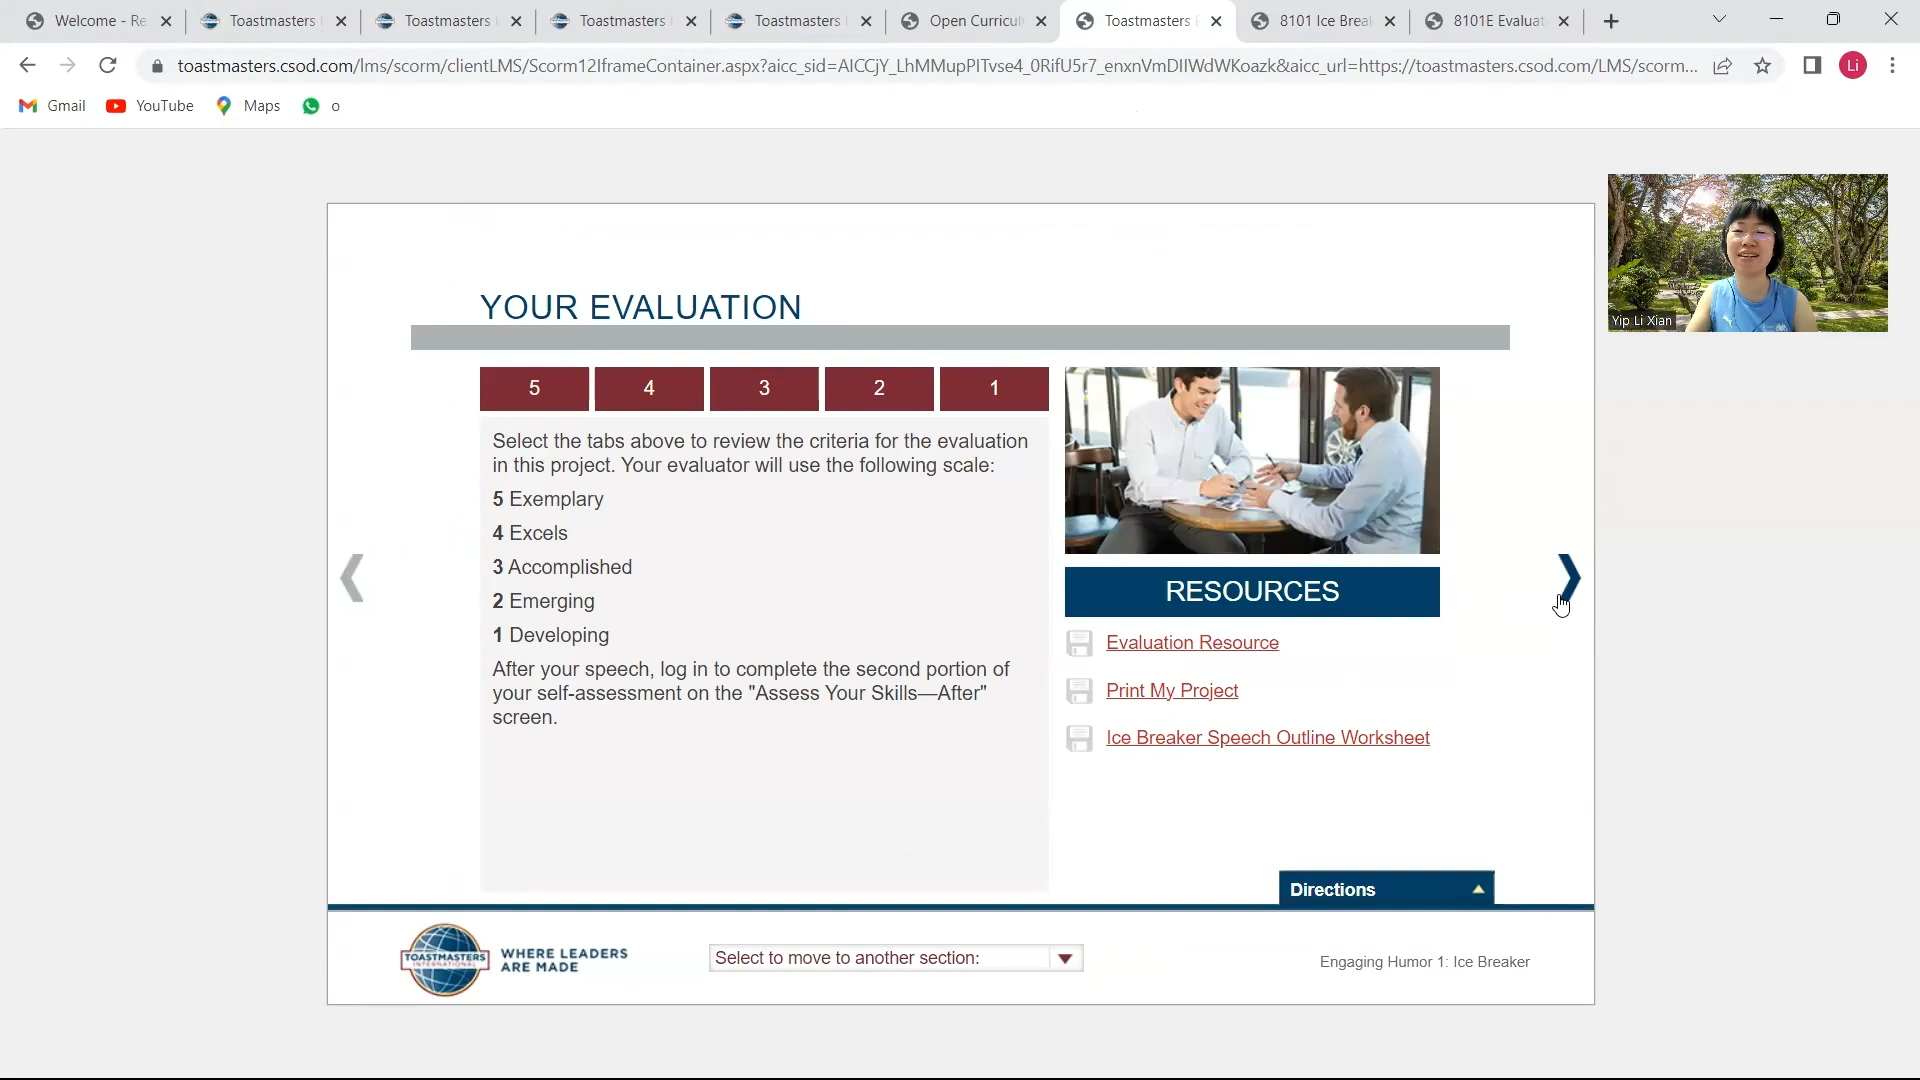 Welcome - Re
Toastmasters
Toastmasters
Toastmasters
Toastmasters
Open Curricul
Toastmasters
8101 Ice Brea
8101E Evaluat
toastmasters.csod.com/lms/scorm/clientLMS/Scorm12IframeContainer.aspx?aicc_sid=AICCjY_LhMMupPITvse4_0RifU5r7_enxnVmDIIWdWKoazk&aicc_url=https://toastmasters.csod.com/LMS/scorm...
Li
Gmail
YouTube
Maps
o
Yip Li Xian
YOUR EVALUATION
5 4 3 2 1
Select the tabs above to review the criteria for the evaluation
in this project. Your evaluator will use the following scale:
5 Exemplary
4 Excels
3 Accomplished
2 Emerging
1 Developing
After your speech, log in to complete the second portion of
your self-assessment on the "Assess Your Skills—After"
screen.
RESOURCES
Evaluation Resource
Print My Project
Ice Breaker Speech Outline Worksheet
Directions
TOASTMASTERS
INTERNATIONAL
WHERE LEADERS
ARE MADE
Select to move to another section:
Engaging Humor 1: Ice Breaker